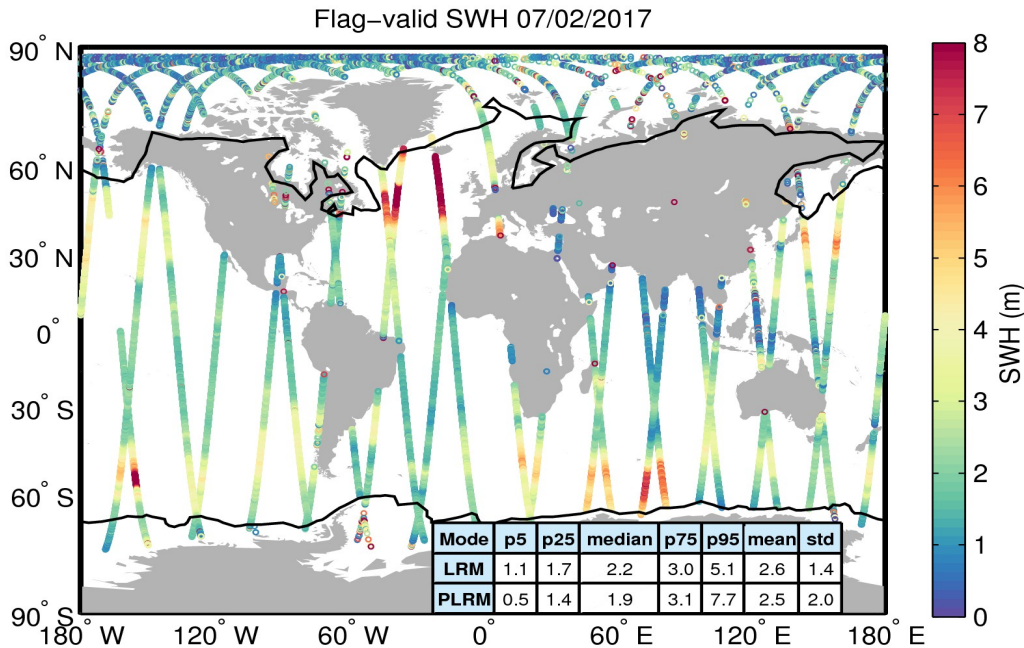 Flag−valid SWH 07/02/2017
90° N
60° N
30° N
0°
30° S
60° S
90° S
180° W 120° W 60° W 0° 60° E 120° E 180° E
8
7
6
5
4
3
2
1
0
SWH (m)
Mode p5 p25 median p75 p95 mean std
LRM 1.1 1.7 2.2 3.0 5.1 2.6 1.4
PLRM 0.5 1.4 1.9 3.1 7.7 2.5 2.0